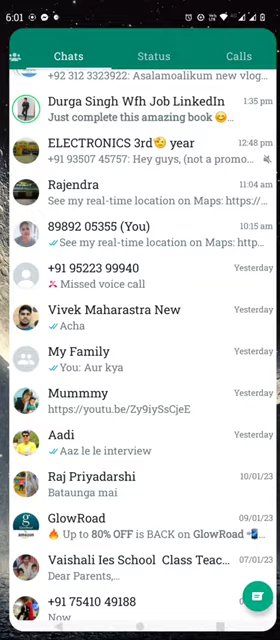 6:01
4G
Chats Status Calls
+92 312 3323922: Asalamoalikum new vlog...
Durga Singh Wfh Job LinkedIn 1:35 pm
Just complete this amazing book 😊...
ELECTRONICS 3rd🤕 year 12:48 pm
+91 93507 45757: Hey guys, (not a promo...
Rajendra 11:04 am
See my real-time location on Maps: https://...
89892 05355 (You) 10:15 am
See my real-time location on Maps: http...
+91 95223 99940 Yesterday
Missed voice call
Vivek Maharastra New Yesterday
Acha
My Family Yesterday
You: Aur kya
Mummmy Yesterday
https://youtu.be/Zy9iySsCjeE
Aadi Yesterday
Aaz le le interview
Raj Priyadarshi 10/01/23
Bataunga mai
GlowRoad 09/01/23
🔥 Up to 80% OFF is BACK on GlowRoad 📲...
Vaishali Ies School Class Teac... 07/01/23
Dear Parents,...
+91 75410 49188
Now